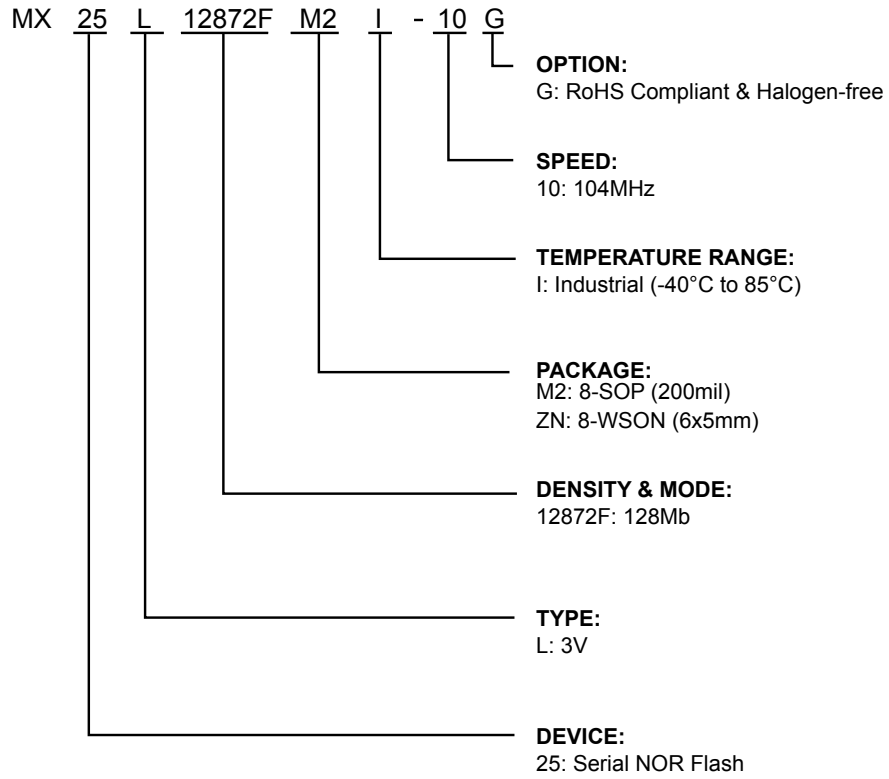 MX 25 L 12872F M2 I - 10 G
OPTION:
G: RoHS Compliant & Halogen-free
SPEED:
10: 104MHz
TEMPERATURE RANGE:
I: Industrial (-40°C to 85°C)
PACKAGE:
M2: 8-SOP (200mil)
ZN: 8-WSON (6x5mm)
DENSITY & MODE:
12872F: 128Mb
TYPE:
L: 3V
DEVICE:
25: Serial NOR Flash